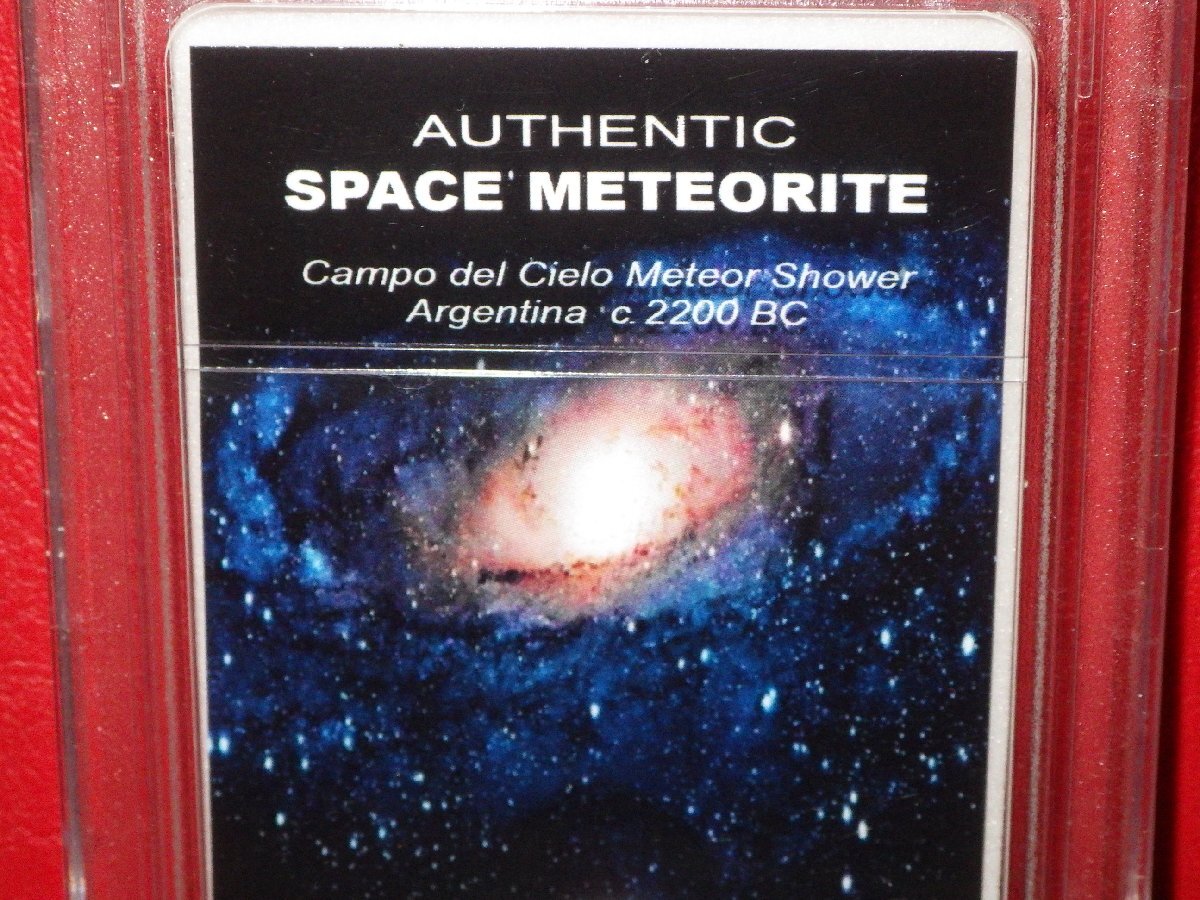 AUTHENTIC
SPACE METEORITE
Campo del Cielo Meteor Shower
Argentina c. 2200 BC